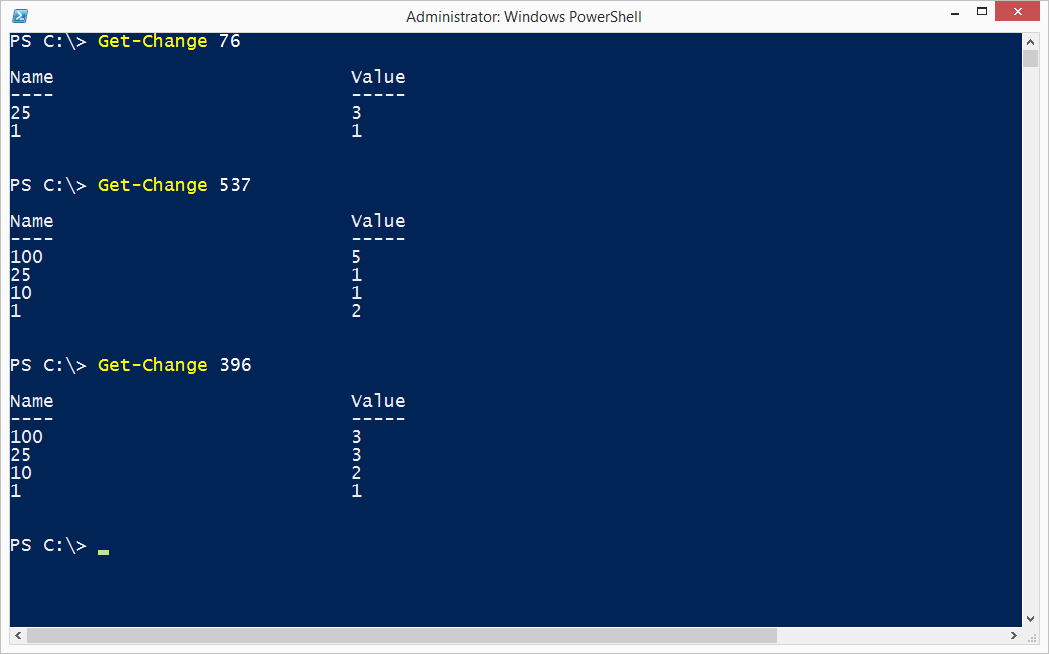 Administrator: Windows PowerShell
PS C:\> Get-Change 76
Name Value
---- -----
25 3
1 1
PS C:\> Get-Change 537
Name Value
---- -----
100 5
25 1
10 1
1 2
PS C:\> Get-Change 396
Name Value
---- -----
100 3
25 3
10 2
1 1
PS C:\>